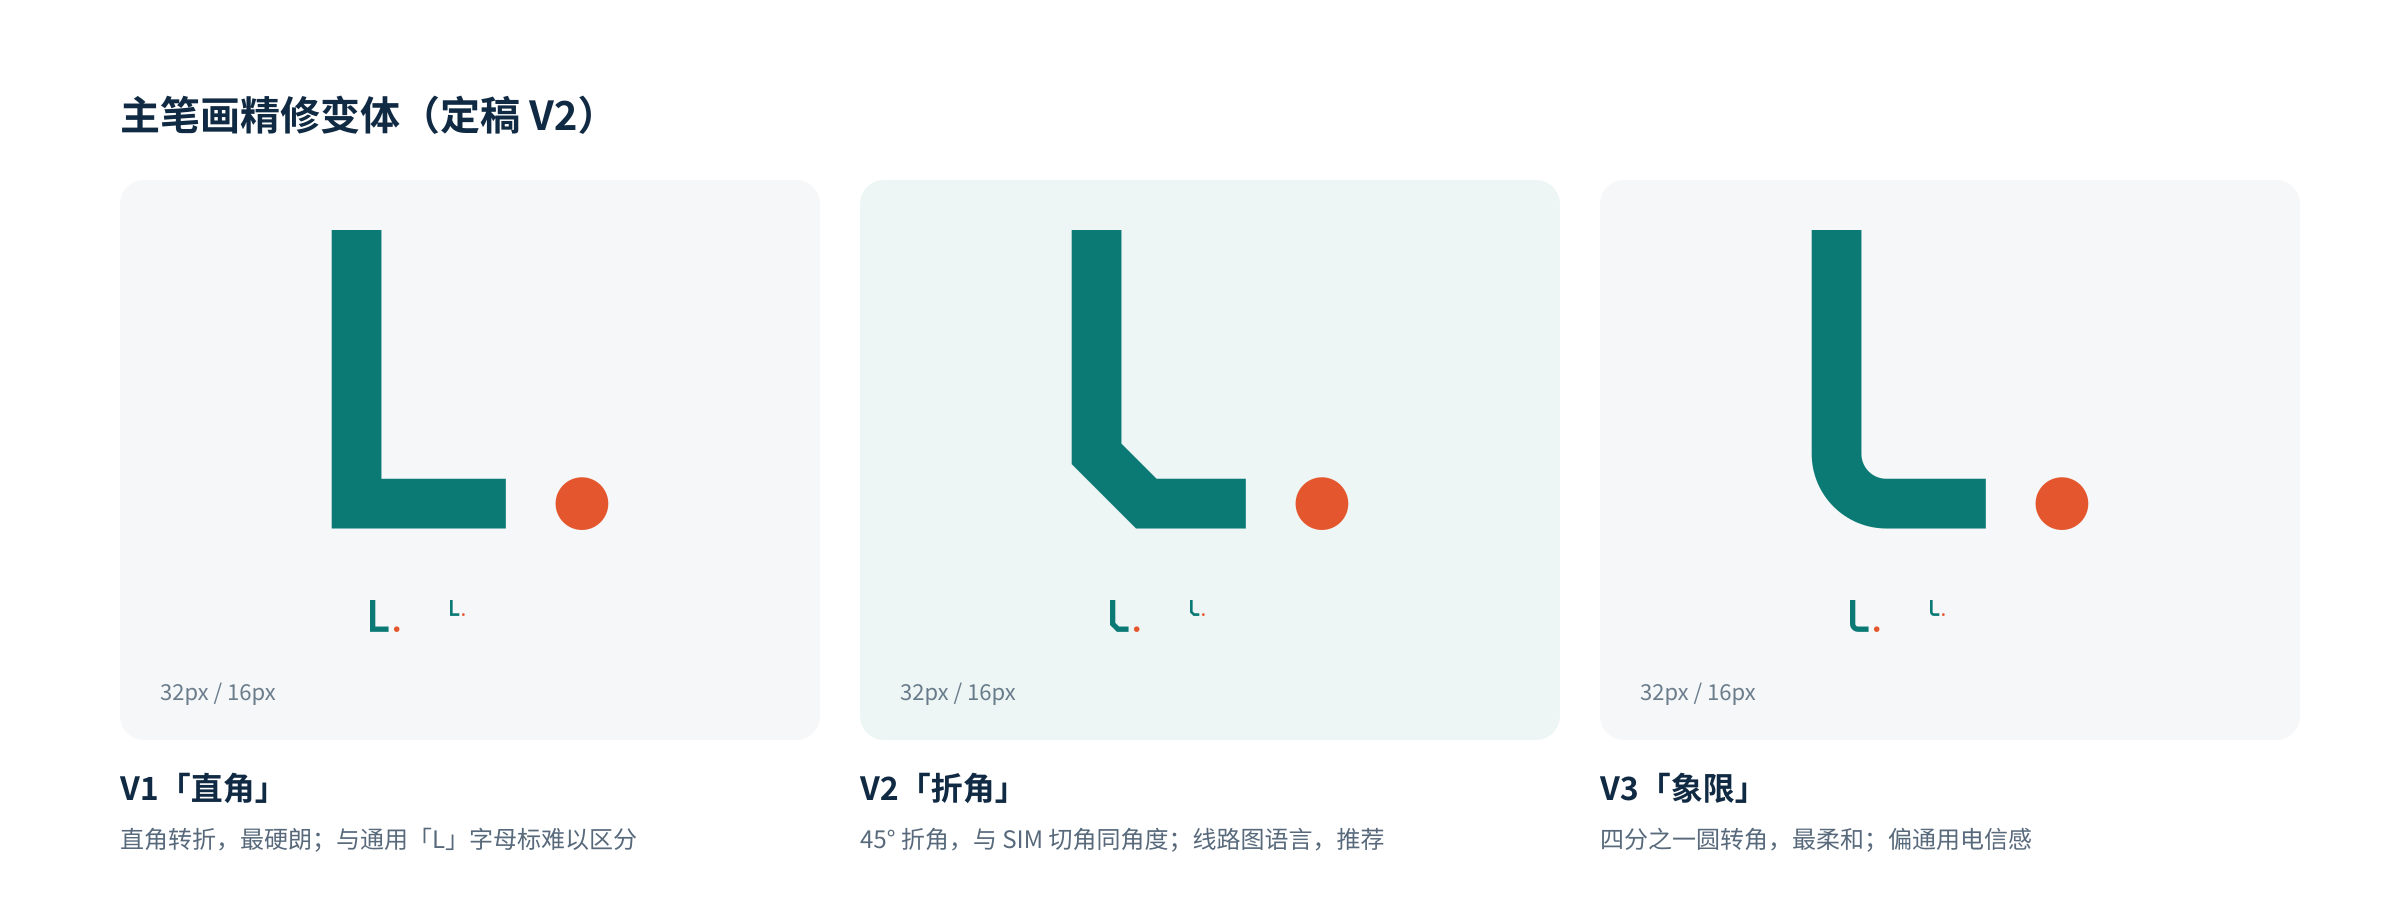 主笔画精修变体（定稿 V2）
32px / 16px
32px / 16px
32px / 16px
V1「直角」
直角转折，最硬朗；与通用「L」字母标难以区分
V2「折角」
45° 折角，与 SIM 切角同角度；线路图语言，推荐
V3「象限」
四分之一圆转角，最柔和；偏通用电信感